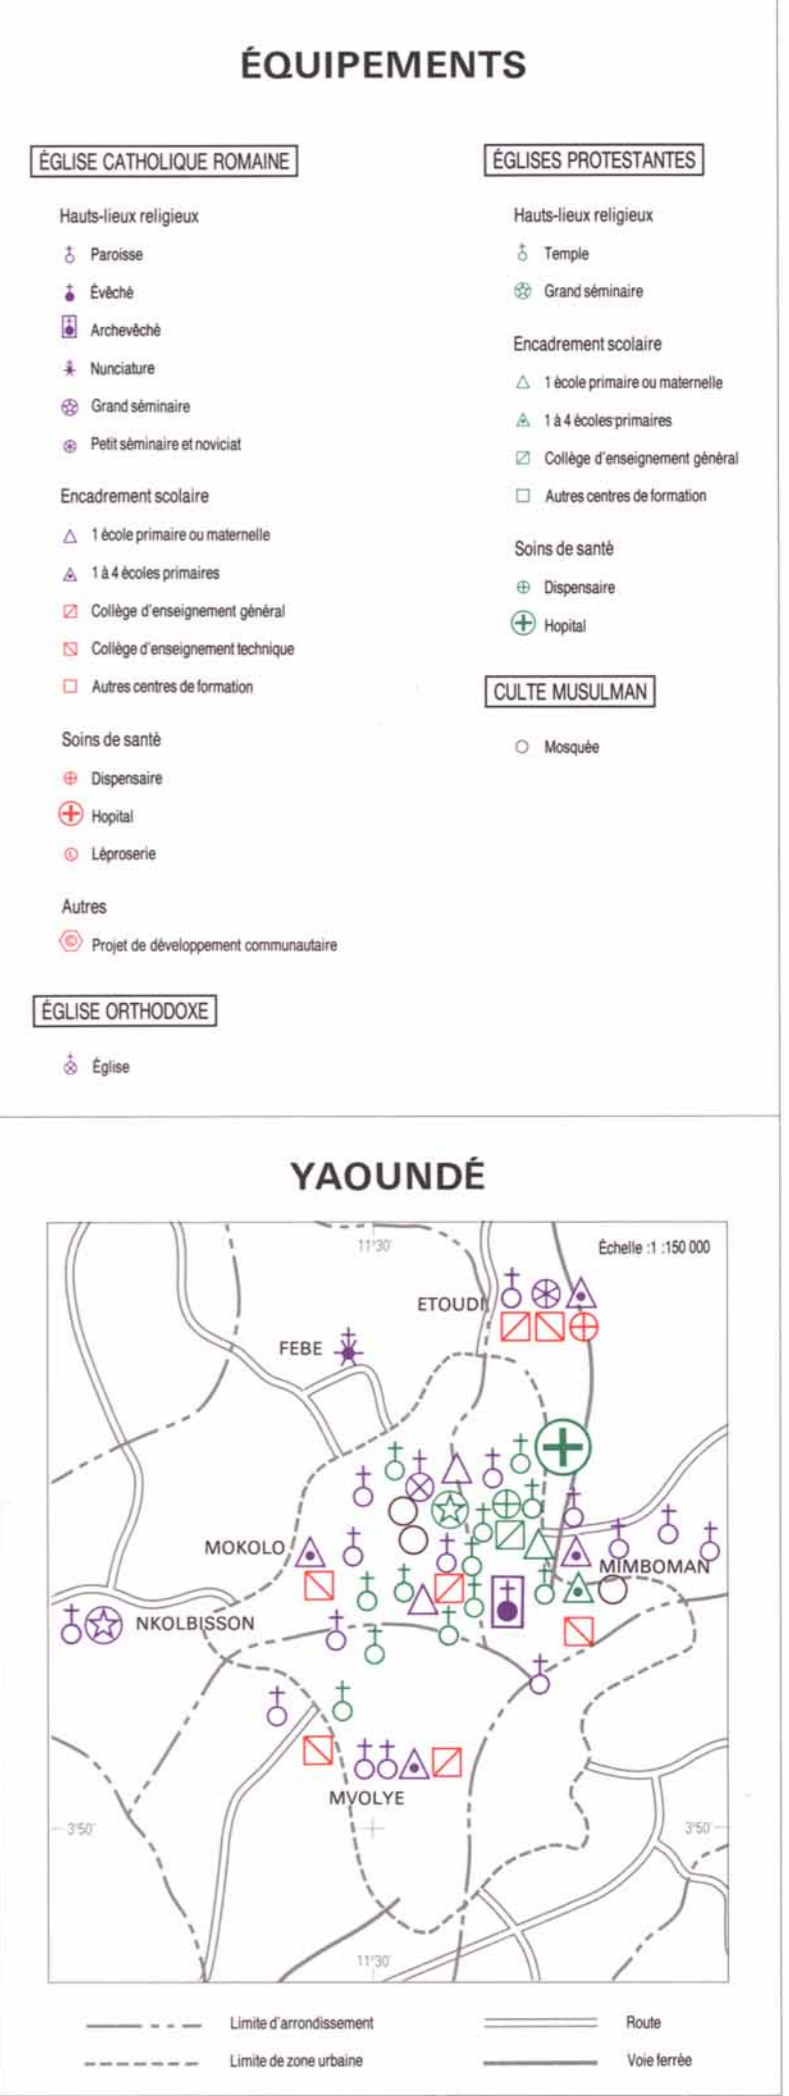 ÉQUIPEMENTS
ÉGLISE CATHOLIQUE ROMAINE
Hauts-lieux religieux
Paroisse
Évêché
Archevêché
Nunciature
Grand séminaire
Petit séminaire et noviciat
Encadrement scolaire
1 école primaire ou maternelle
1 à 4 écoles primaires
Collège d'enseignement général
Collège d'enseignement technique
Autres centres de formation
Soins de santé
Dispensaire
Hopital
Léproserie
Autres
Projet de développement communautaire
ÉGLISE ORTHODOXE
Église
ÉGLISES PROTESTANTES
Hauts-lieux religieux
Temple
Grand séminaire
Encadrement scolaire
1 école primaire ou maternelle
1 à 4 écoles primaires
Collège d'enseignement général
Autres centres de formation
Soins de santé
Dispensaire
Hopital
CULTE MUSULMAN
Mosquée
YAOUNDÉ
11°30'
Échelle :1 :150 000
ETOUDI
FEBE
MOKOLO
MIMBOMAN
NKOLBISSON
MVOLYE
3°50'
3°50'
11°30'
Limite d'arrondissement
Route
Limite de zone urbaine
Voie ferrée